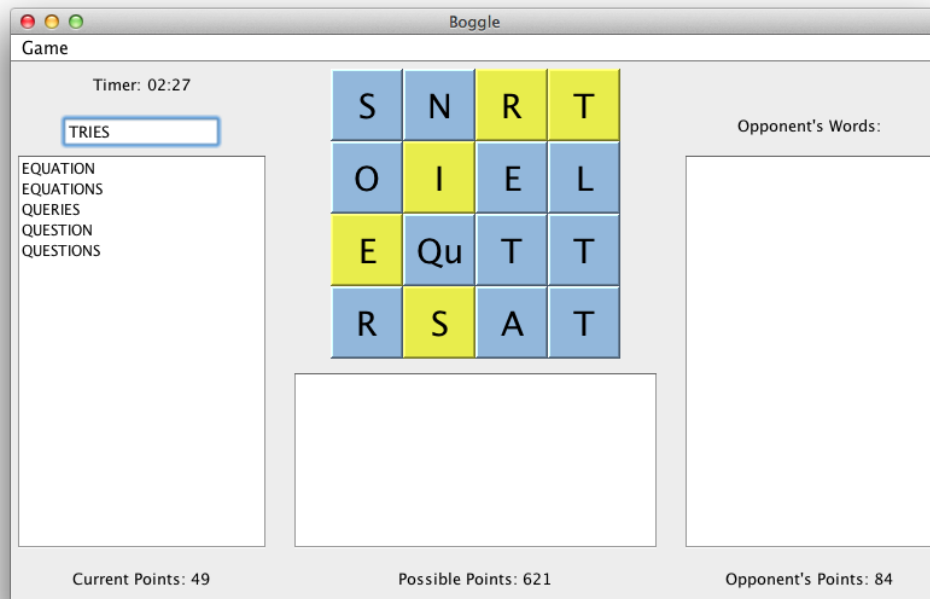 Boggle
Game
Timer: 02:27
TRIES
EQUATION
EQUATIONS
QUERIES
QUESTION
QUESTIONS
Current Points: 49
S N R T
O I E L
E Qu T T
R S A T
Possible Points: 621
Opponent's Words:
Opponent's Points: 84